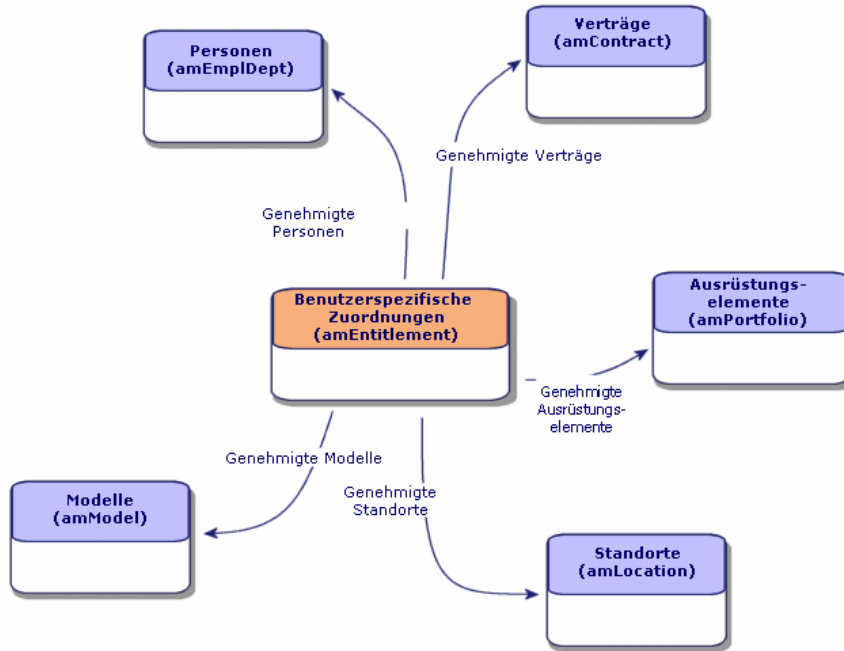 Personen
(amEmplDept)
Verträge
(amContract)
Genehmigte Verträge
Genehmigte
Personen
Benutzerspezifische
Zuordnungen
(amEntitlement)
Ausrüstungs-
elemente
(amPortfolio)
Genehmigte
Ausrüstungs-
elemente
Genehmigte Modelle
Genehmigte
Standorte
Modelle
(amModel)
Standorte
(amLocation)